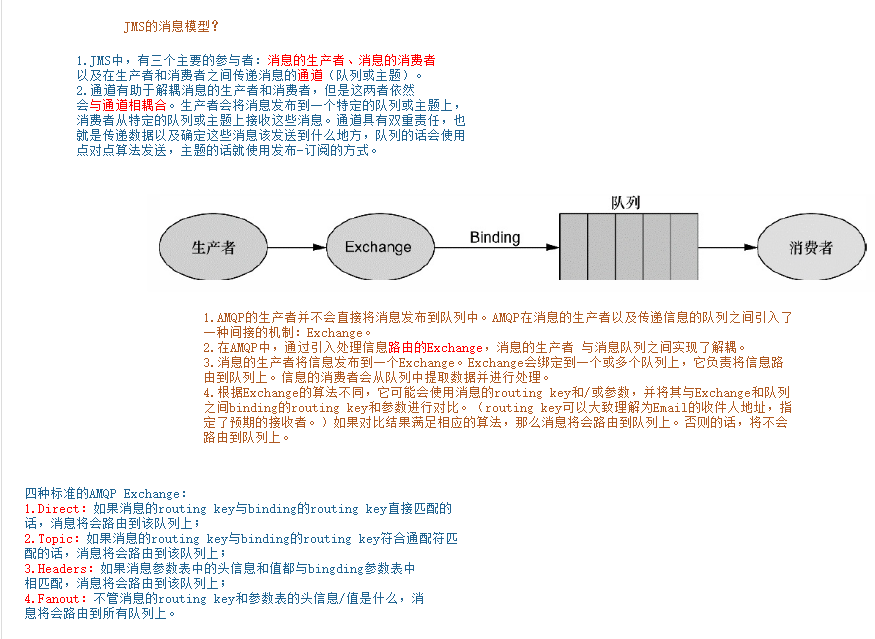 JMS的消息模型？
1.JMS中，有三个主要的参与者：消息的生产者、消息的消费者
以及在生产者和消费者之间传递消息的通道（队列或主题）。
2.通道有助于解耦消息的生产者和消费者，但是这两者依然
会与通道相耦合。生产者会将消息发布到一个特定的队列或主题上，
消费者从特定的队列或主题上接收这些消息。通道具有双重责任，也
就是传递数据以及确定这些消息该发送到什么地方，队列的话会使用
点对点算法发送，主题的话就使用发布-订阅的方式。
队列
生产者
Exchange
Binding
消费者
1.AMQP的生产者并不会直接将消息发布到队列中。AMQP在消息的生产者以及传递信息的队列之间引入了
一种间接的机制：Exchange。
2.在AMQP中，通过引入处理信息路由的Exchange，消息的生产者 与消息队列之间实现了解耦。
3.消息的生产者将信息发布到一个Exchange。Exchange会绑定到一个或多个队列上，它负责将信息路
由到队列上。信息的消费者会从队列中提取数据并进行处理。
4.根据Exchange的算法不同，它可能会使用消息的routing key和/或参数，并将其与Exchange和队列
之间binding的routing key和参数进行对比。（routing key可以大致理解为Email的收件人地址，指
定了预期的接收者。）如果对比结果满足相应的算法，那么消息将会路由到队列上。否则的话，将不会
路由到队列上。
四种标准的AMQP Exchange：
1.Direct：如果消息的routing key与binding的routing key直接匹配的
话，消息将会路由到该队列上；
2.Topic：如果消息的routing key与binding的routing key符合通配符匹
配的话，消息将会路由到该队列上；
3.Headers：如果消息参数表中的头信息和值都与bingding参数表中
相匹配，消息将会路由到该队列上；
4.Fanout：不管消息的routing key和参数表的头信息/值是什么，消
息将会路由到所有队列上。